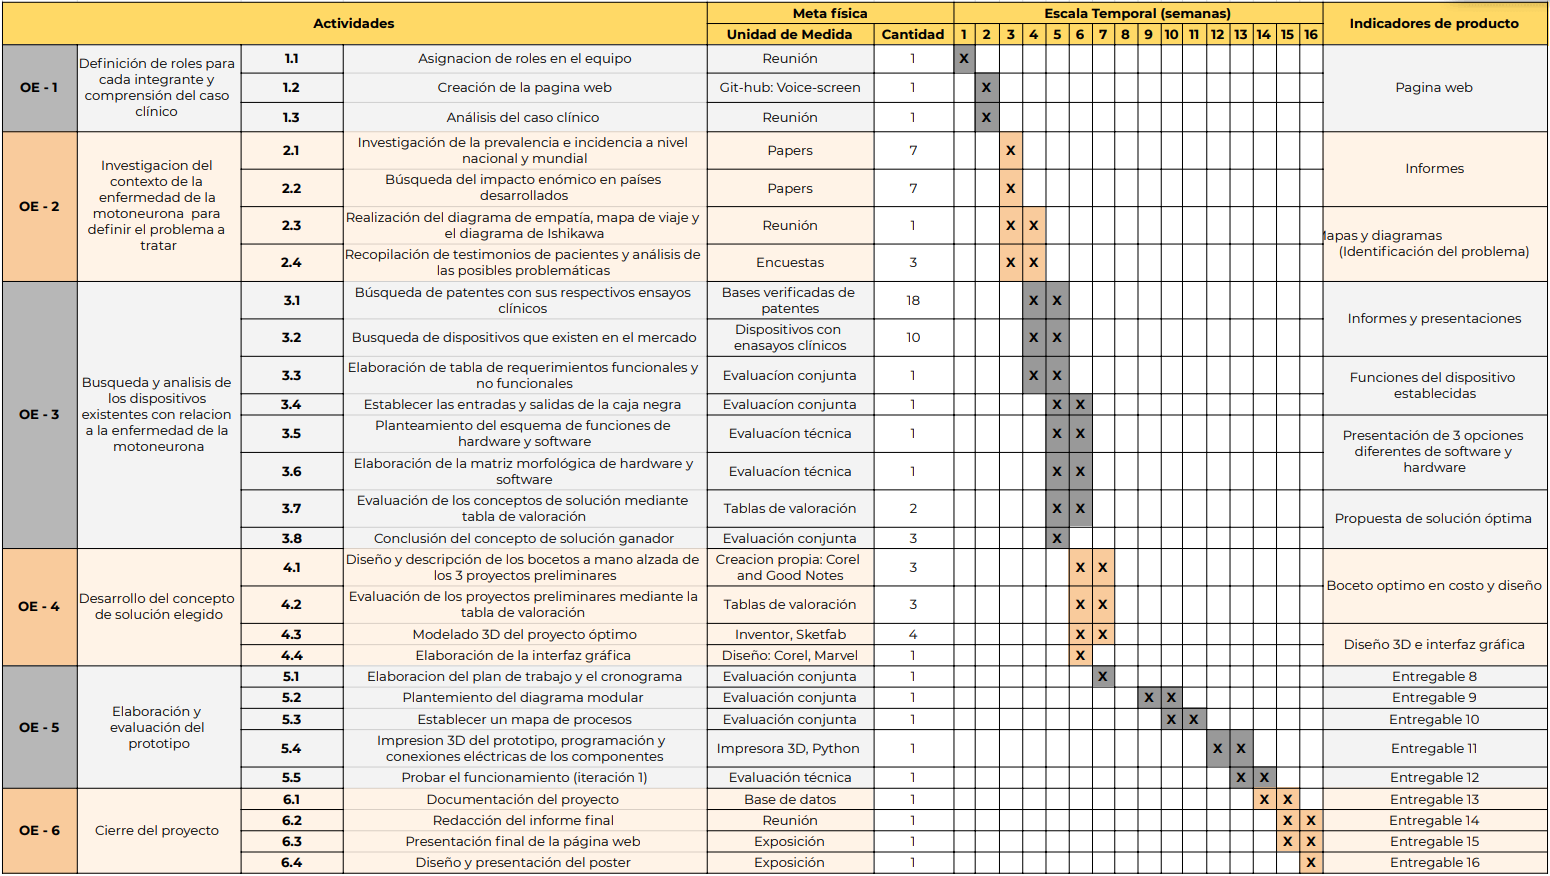 Actividades
Meta física
Escala Temporal (semanas)
Indicadores de producto
Unidad de Medida
Cantidad
1 2 3 4 5 6 7 8 9 10 11 12 13 14 15 16
OE - 1
Definición de roles para
cada integrante y
comprensión del caso
clínico
1.1 Asignacion de roles en el equipo Reunión 1 X
1.2 Creación de la pagina web Git-hub: Voice-screen 1 X
1.3 Análisis del caso clínico Reunión 1 X
Pagina web
OE - 2
Investigacion del
contexto de la
enfermedad de la
motoneurona para
definir el problema a
tratar
2.1 Investigación de la prevalencia e incidencia a nivel
nacional y mundial
Papers 7 X
2.2 Búsqueda del impacto enómico en países
desarrollados
Papers 7 X
Informes
2.3 Realización del diagrama de empatía, mapa de viaje y
el diagrama de Ishikawa
Reunión 1 X X
2.4 Recopilación de testimonios de pacientes y análisis de
las posibles problemáticas
Encuestas 3 X X
apas y diagramas
(Identificación del problema)
OE - 3
Busqueda y analisis de
los dispositivos
existentes con relacion
a la enfermedad de la
motoneurona
3.1 Búsqueda de patentes con sus respectivos ensayos
clínicos
Bases verificadas de
patentes
18 X X
3.2 Busqueda de dispositivos que existen en el mercado
Dispositivos con
enasayos clínicos
10 X X
Informes y presentaciones
3.3 Elaboración de tabla de requerimientos funcionales y
no funcionales
Evaluacíon conjunta 1 X X
3.4 Establecer las entradas y salidas de la caja negra Evaluacíon conjunta 1 X X
Funciones del dispositivo
establecidas
3.5 Planteamiento del esquema de funciones de
hardware y software
Evaluacíon técnica 1 X X
3.6 Elaboración de la matriz morfológica de hardware y
software
Evaluacíon técnica 1 X X
Presentación de 3 opciones
diferentes de software y
hardware
3.7 Evaluación de los conceptos de solución mediante
tabla de valoración
Tablas de valoración 2 X X
3.8 Conclusión del concepto de solución ganador Evaluación conjunta 3 X
Propuesta de solución óptima
OE - 4
Desarrollo del concepto
de solución elegido
4.1 Diseño y descripción de los bocetos a mano alzada de
los 3 proyectos preliminares
Creacion propia: Corel
and Good Notes
3 X X
4.2 Evaluación de los proyectos preliminares mediante la
tabla de valoración
Tablas de valoración 3 X X
Boceto optimo en costo y diseño
4.3 Modelado 3D del proyecto óptimo Inventor, Sketfab 4 X X
4.4 Elaboración de la interfaz gráfica Diseño: Corel, Marvel 1 X
Diseño 3D e interfaz gráfica
OE - 5
Elaboración y
evaluación del
prototipo
5.1 Elaboracion del plan de trabajo y el cronograma Evaluación conjunta 1 X Entregable 8
5.2 Plantemiento del diagrama modular Evaluación conjunta 1 X X Entregable 9
5.3 Establecer un mapa de procesos Evaluación conjunta 1 X X Entregable 10
5.4 Impresion 3D del prototipo, programación y
conexiones eléctricas de los componentes
Impresora 3D, Python 1 X X Entregable 11
5.5 Probar el funcionamiento (iteración 1) Evaluación técnica 1 X X Entregable 12
OE - 6
Cierre del proyecto
6.1 Documentación del proyecto Base de datos 1 X X Entregable 13
6.2 Redacción del informe final Reunión 1 X X Entregable 14
6.3 Presentación final de la página web Exposición 1 X X Entregable 15
6.4 Diseño y presentación del poster Exposición 1 X Entregable 16